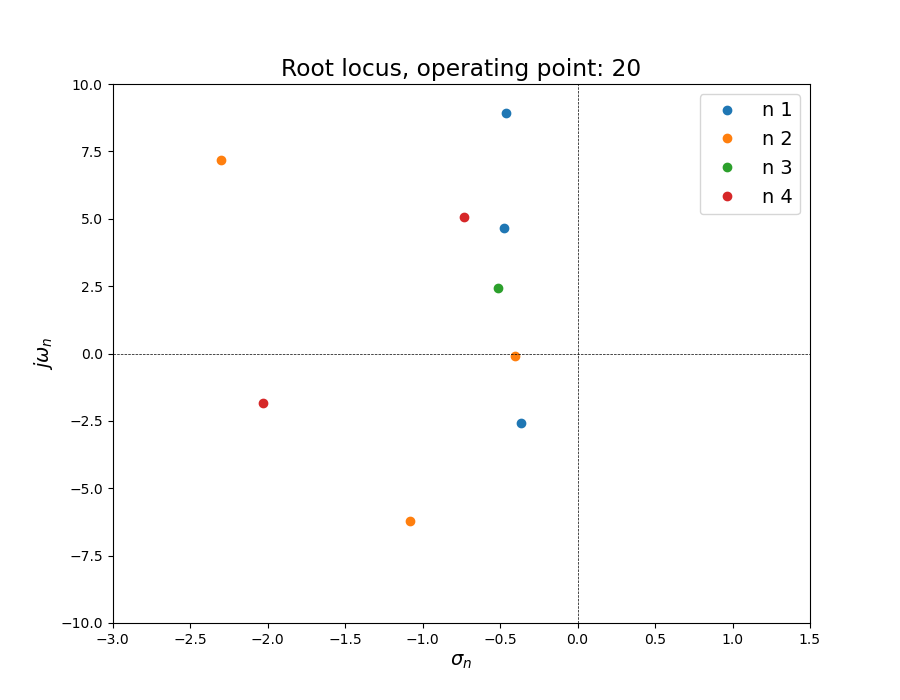 Root locus, operating point: 20
10.0
7.5
5.0
2.5
0.0
−2.5
−5.0
−7.5
−10.0
jωn
−3.0 −2.5 −2.0 −1.5 −1.0 −0.5 0.0 0.5 1.0 1.5
σn
n 1
n 2
n 3
n 4